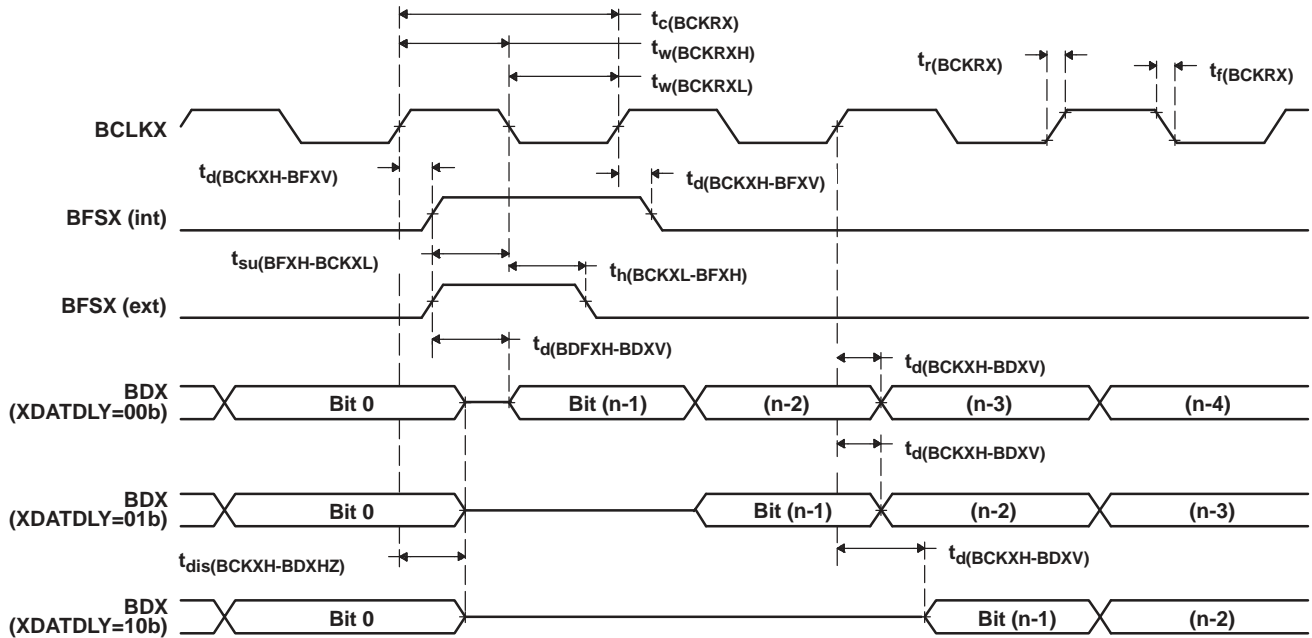 tc(BCKRX)
tw(BCKRXH)
tr(BCKRX)
tf(BCKRX)
tw(BCKRXL)
BCLKX
td(BCKXH-BFXV)
td(BCKXH-BFXV)
BFSX (int)
tsu(BFXH-BCKXL)
th(BCKXL-BFXH)
BFSX (ext)
td(BDFXH-BDXV)
td(BCKXH-BDXV)
BDX
(XDATDLY=00b)
Bit 0
Bit (n-1)
(n-2)
(n-3)
(n-4)
td(BCKXH-BDXV)
BDX
(XDATDLY=01b)
Bit 0
Bit (n-1)
(n-2)
(n-3)
tdis(BCKXH-BDXHZ)
td(BCKXH-BDXV)
BDX
(XDATDLY=10b)
Bit 0
Bit (n-1)
(n-2)